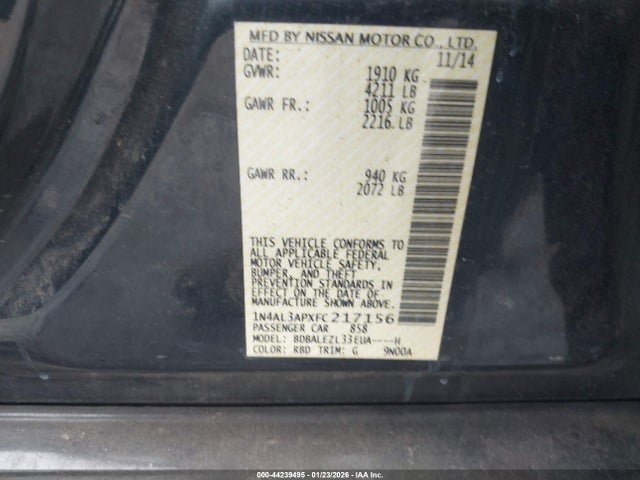 MFD BY NISSAN MOTOR CO., LTD.
DATE: 11/14
GVWR: 1910 KG
4211 LB
GAWR FR.: 1005 KG
2216 LB
GAWR RR.: 940 KG
2072 LB
THIS VEHICLE CONFORMS TO
ALL APPLICABLE FEDERAL
MOTOR VEHICLE SAFETY,
BUMPER, AND THEFT
PREVENTION STANDARDS IN
EFFECT ON THE DATE OF
MANUFACTURE SHOWN ABOVE.
1N4AL3APXFC217156
PASSENGER CAR 858
MODEL: BDBALEZL33EUA----H
COLOR: RBD TRIM: G 9N00A
000-44239495 - 01/23/2026 - IAA Inc.